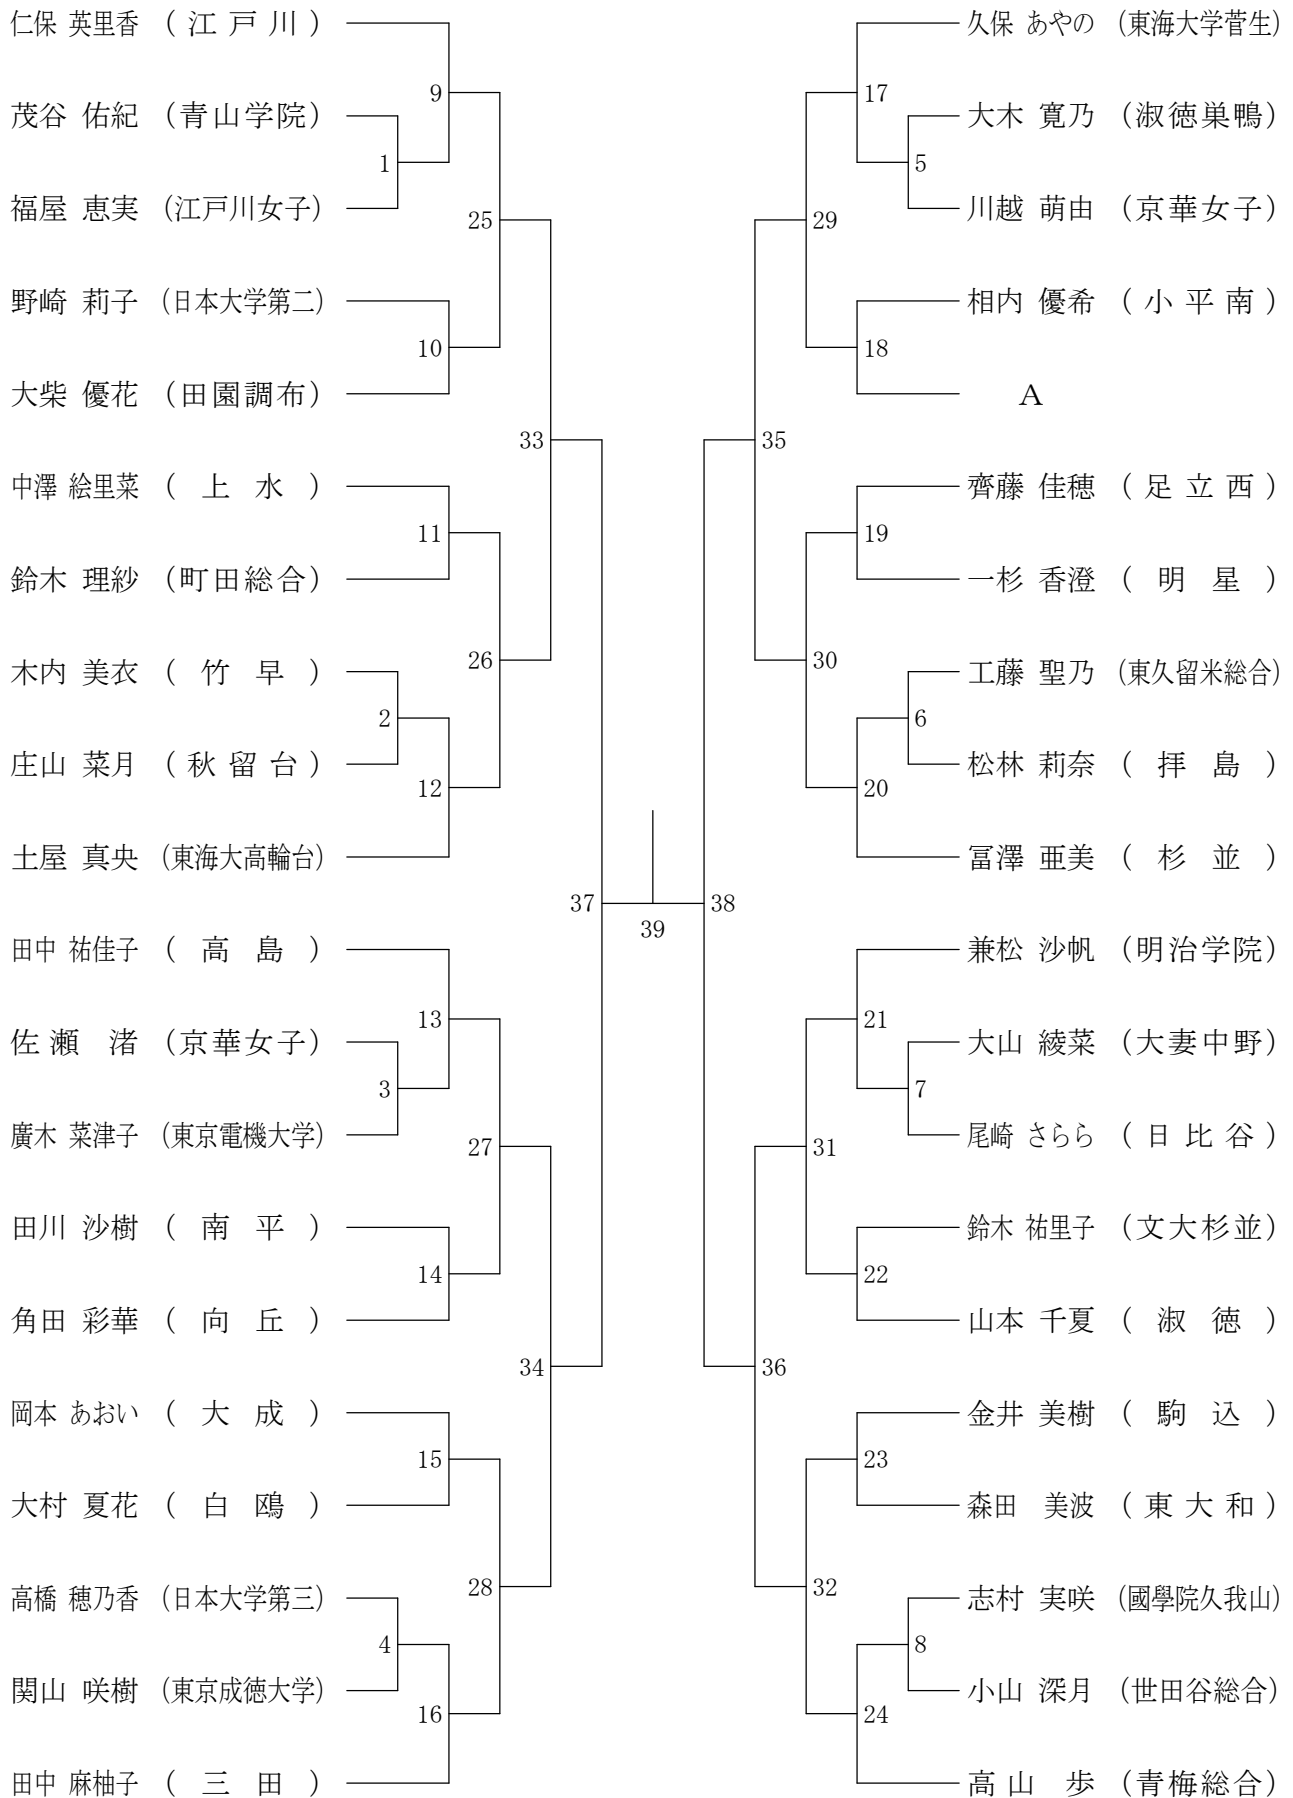 仁保 英里香 （江戸川）
茂谷 佑紀 （青山学院）
福屋 恵実 （江戸川女子）
野崎 莉子 （日本大学第二）
大柴 優花 （田園調布）
中澤 絵里菜 （上水）
鈴木 理紗 （町田総合）
木内 美衣 （竹早）
庄山 菜月 （秋留台）
土屋 真央 （東海大高輪台）
田中 祐佳子 （高島）
佐瀬 渚 （京華女子）
廣木 菜津子 （東京電機大学）
田川 沙樹 （南平）
角田 彩華 （向丘）
岡本 あおい （大成）
大村 夏花 （白鴎）
高橋 穂乃香 （日本大学第三）
関山 咲樹 （東京成徳大学）
田中 麻柚子 （三田）
1
2
3
4
9
10
11
12
13
14
15
16
25
26
27
28
33
34
37
39
38
35
36
29
30
31
32
17
18
19
20
21
22
23
24
5
6
7
8
久保 あやの （東海大学菅生）
大木 寛乃 （淑徳巣鴨）
川越 萌由 （京華女子）
相内 優希 （小平南）
A
齊藤 佳穂 （足立西）
一杉 香澄 （明星）
工藤 聖乃 （東久留米総合）
松林 莉奈 （拝島）
冨澤 亜美 （杉並）
兼松 沙帆 （明治学院）
大山 綾菜 （大妻中野）
尾崎 さらら （日比谷）
鈴木 祐里子 （文大杉並）
山本 千夏 （淑徳）
金井 美樹 （駒込）
森田 美波 （東大和）
志村 実咲 （國學院久我山）
小山 深月 （世田谷総合）
高山 歩 （青梅総合）